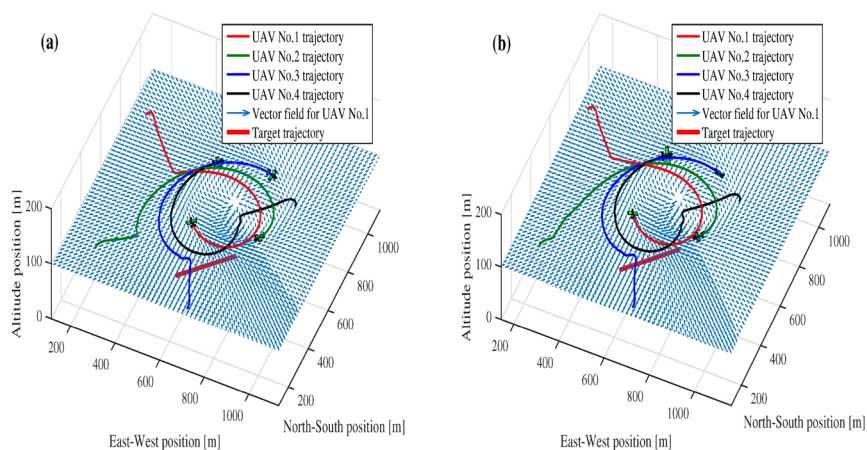 (a)
UAV No.1 trajectory
UAV No.2 trajectory
UAV No.3 trajectory
UAV No.4 trajectory
Vector field for UAV No.1
Target trajectory
Altitude position [m]
200
100
0
200
400
600
800
1000
East-West position [m]
200
400
600
800
1000
North-South position [m]
(b)
UAV No.1 trajectory
UAV No.2 trajectory
UAV No.3 trajectory
UAV No.4 trajectory
Vector field for UAV No.1
Target trajectory
Altitude position [m]
200
100
0
200
400
600
800
1000
East-West position [m]
200
400
600
800
1000
North-South position [m]